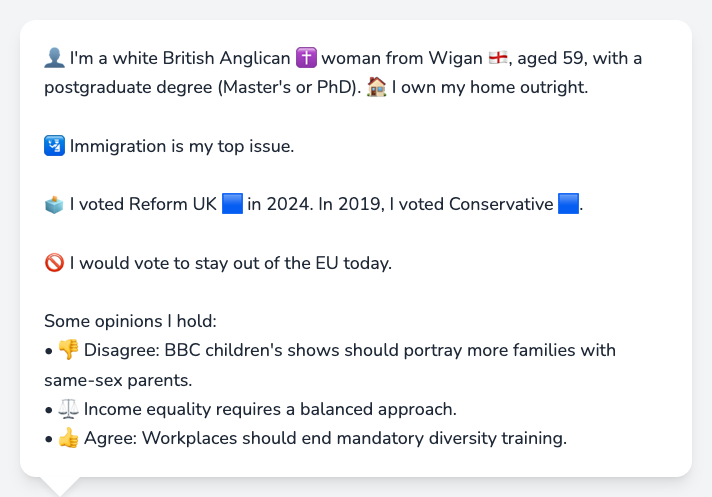 👤 I'm a white British Anglican ✝️ woman from Wigan 🏴󠁧󠁢󠁥󠁮󠁧󠁿, aged 59, with a
postgraduate degree (Master's or PhD). 🏠 I own my home outright.
🛂 Immigration is my top issue.
🗳️ I voted Reform UK 🟦 in 2024. In 2019, I voted Conservative 🟦.
🚫 I would vote to stay out of the EU today.
Some opinions I hold:
• 👎 Disagree: BBC children's shows should portray more families with
same-sex parents.
• ⚖️ Income equality requires a balanced approach.
• 👍 Agree: Workplaces should end mandatory diversity training.